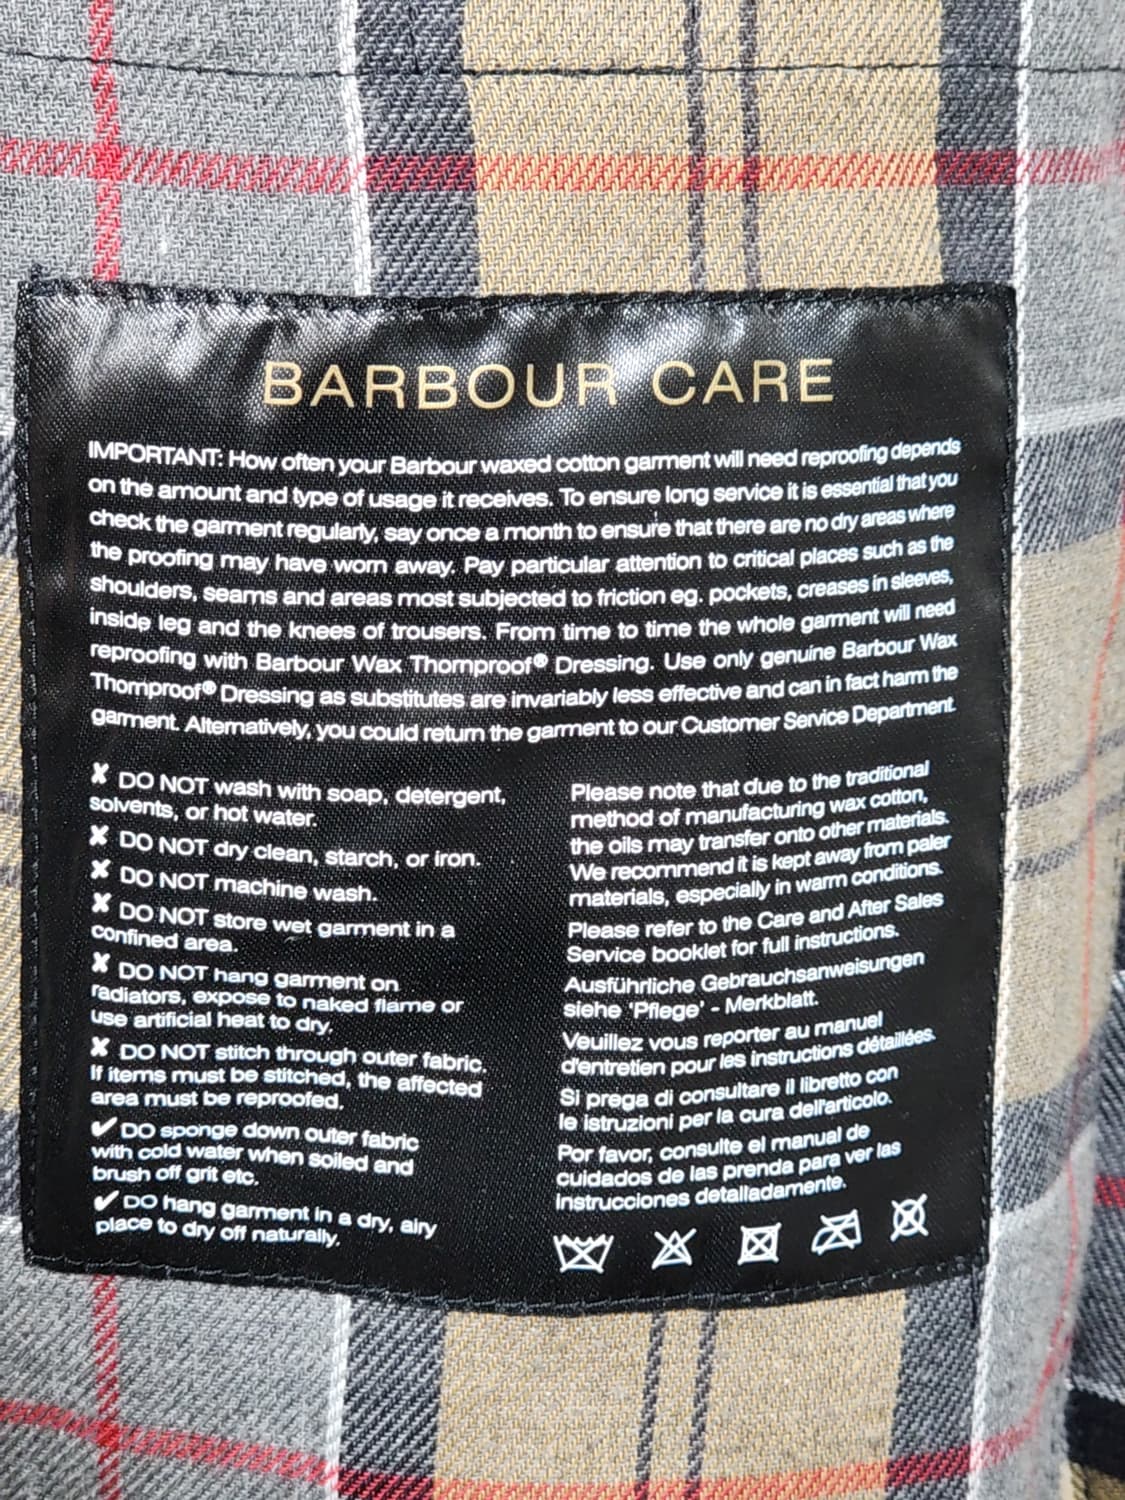 BARBOUR CARE
IMPORTANT: How often your Barbour waxed cotton garment will need reproofing depends
on the amount and type of usage it receives. To ensure long service it is essential that you
check the garment regularly, say once a month to ensure that there are no dry areas where
the proofing may have worn away. Pay particular attention to critical places such as the
shoulders, seams and areas most subjected to friction eg. pockets, creases in sleeves,
inside leg and the knees of trousers. From time to time the whole garment will need
reproofing with Barbour Wax Thornproof® Dressing. Use only genuine Barbour Wax
Thornproof® Dressing as substitutes are invariably less effective and can in fact harm the
garment. Alternatively, you could return the garment to our Customer Service Department.
✘ DO NOT wash with soap, detergent,
solvents, or hot water.
✘ DO NOT dry clean, starch, or iron.
✘ DO NOT machine wash.
✘ DO NOT store wet garment in a
confined area.
✘ DO NOT hang garment on
radiators, expose to naked flame or
use artificial heat to dry.
✘ DO NOT stitch through outer fabric.
If items must be stitched, the affected
area must be reproofed.
✔ DO sponge down outer fabric
with cold water when soiled and
brush off grit etc.
✔ DO hang garment in a dry, airy
place to dry off naturally.
Please note that due to the traditional
method of manufacturing wax cotton,
the oils may transfer onto other materials.
We recommend it is kept away from paler
materials, especially in warm conditions.
Please refer to the Care and After Sales
Service booklet for full instructions.
Ausführliche Gebrauchsanweisungen
siehe 'Pflege' - Merkblatt.
Veuillez vous reporter au manuel
d'entretien pour les instructions détaillées.
Si prega di consultare il libretto con
le istruzioni per la cura dell'articolo.
Por favor, consulte el manual de
cuidados de las prenda para ver las
instrucciones detalladamente.